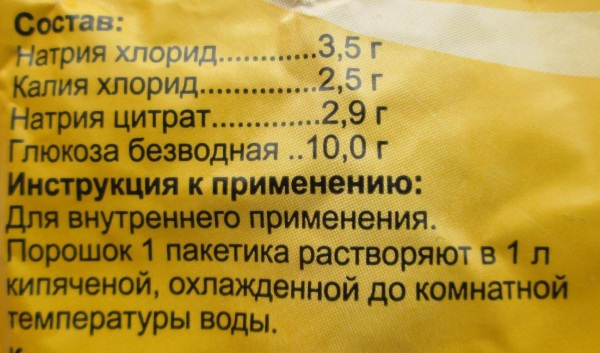 Состав:
Натрия хлорид............3,5 г
Калия хлорид..............2,5 г
Натрия цитрат.............2,9 г
Глюкоза безводная ..10,0 г
Инструкция к применению:
Для внутреннего применения.
Порошок 1 пакетика растворяют в 1 л
кипяченой, охлажденной до комнатной
температуры воды.